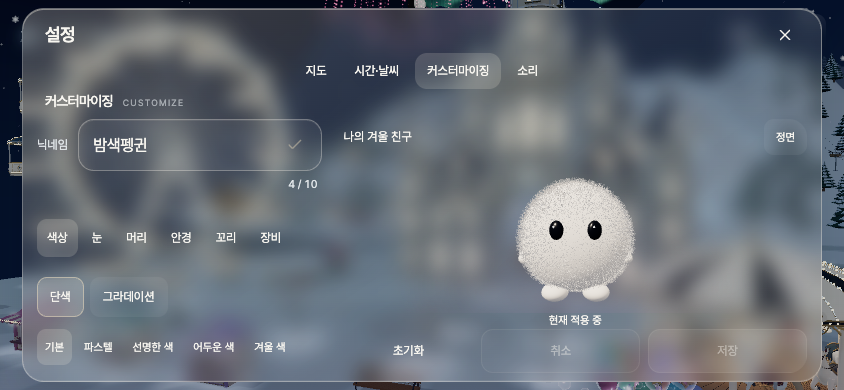 설정
지도 시간·날씨 커스터마이징 소리
커스터마이징 CUSTOMIZE
닉네임 밤색펭귄
4 / 10
나의 겨울 친구
정면
색상 눈 머리 안경 꼬리 장비
단색 그라데이션
기본 파스텔 선명한 색 어두운 색 겨울 색
현재 적용 중
초기화 취소 저장